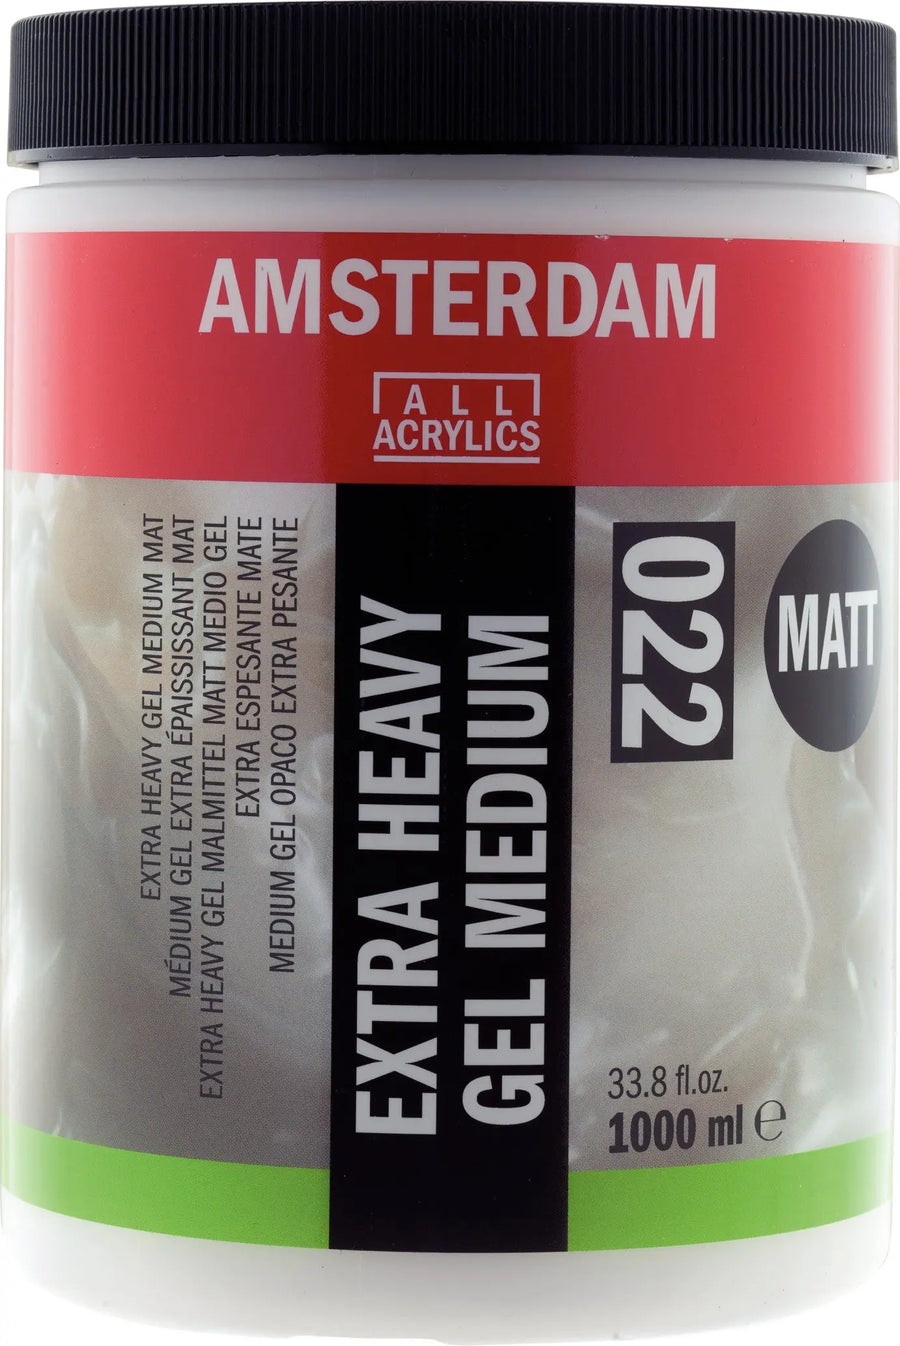 AMSTERDAM
ALL
ACRYLICS
EXTRA HEAVY GEL MEDIUM MAT
MÉDIUM GEL EXTRA ÉPAISSISSANT MAT
EXTRA HEAVY GEL MALMITTEL MATT MEDIO GEL
EXTRA ESPESANTE MATE
MEDIUM GEL OPACO EXTRA PESANTE
EXTRA HEAVY
GEL MEDIUM
022
MATT
33.8 fl.oz.
1000 ml ℮